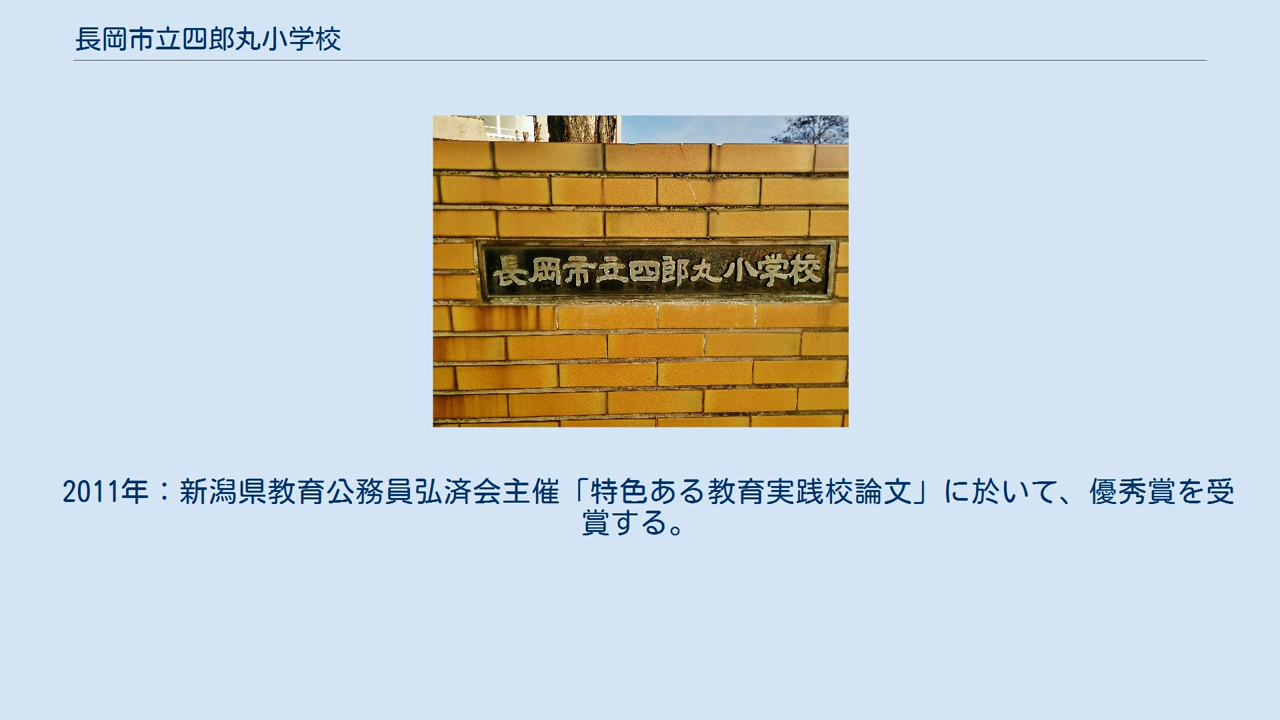 長岡市立四郎丸小学校
長岡市立四郎丸小学校
2011年：新潟県教育公務員弘済会主催「特色ある教育実践校論文」に於いて、優秀賞を受
賞する。